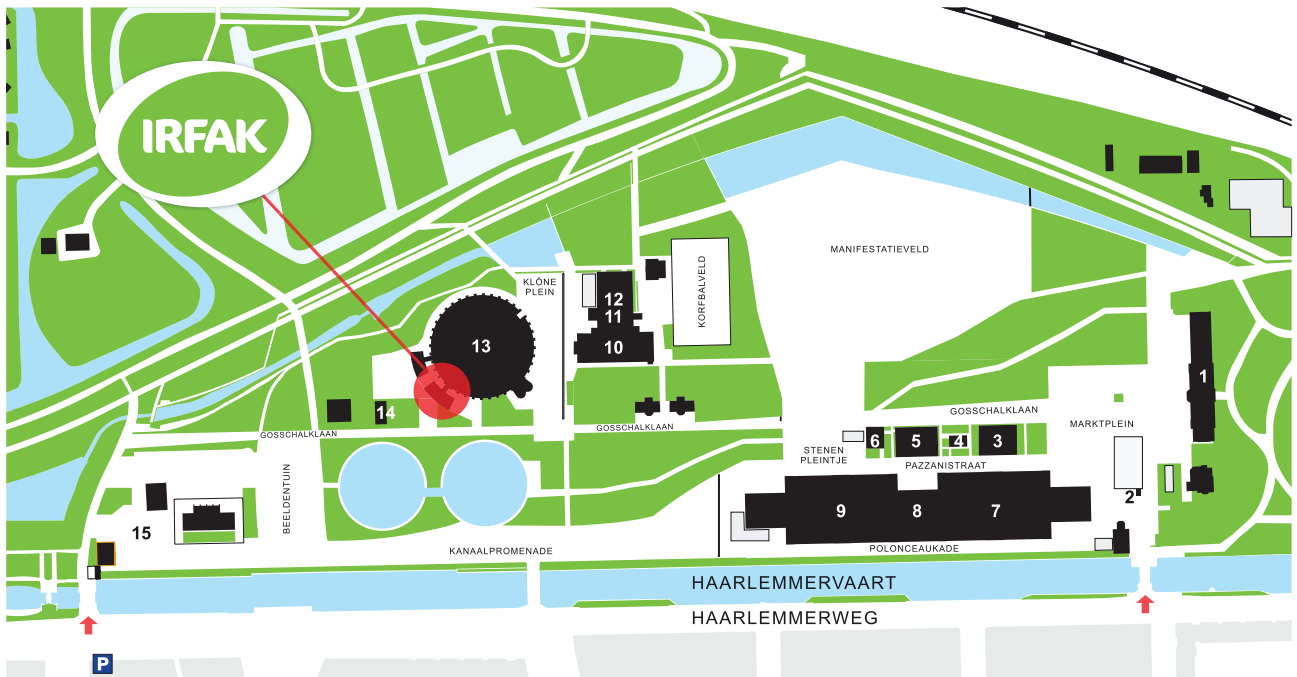 IRFAK
MANIFESTATIEVELD
KLÖNE
PLEIN
KORFBALVELD
12
11
10
13
14
1
GOSSCHALKLAAN
GOSSCHALKLAAN
GOSSCHALKLAAN
MARKTPLEIN
6
5
4
3
STENEN
PLEINTJE
PAZZANISTRAAT
BEELDENTUIN
2
9
8
7
15
KANAALPROMENADE
POLONCEAUKADE
HAARLEMMERVAART
HAARLEMMERWEG
P